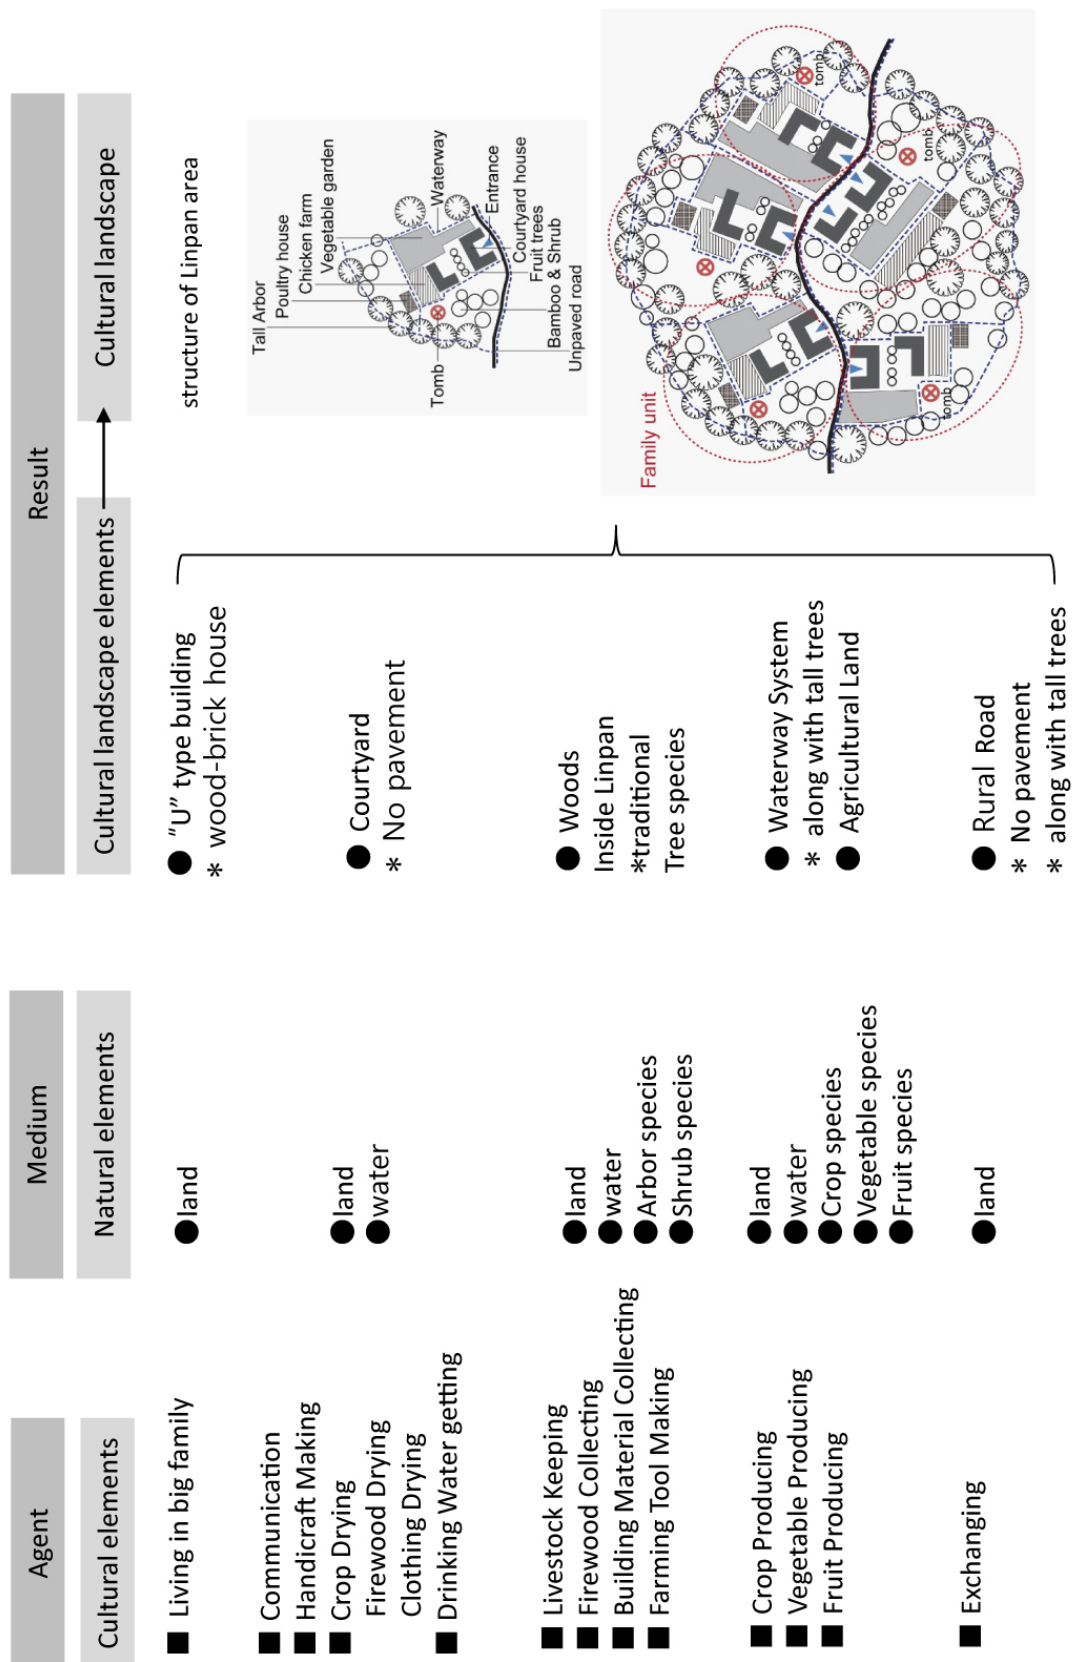 Agent
Medium
Result
Cultural elements
Natural elements
Cultural landscape elements
Cultural landscape
Living in big family
land
"U" type building
* wood-brick house
Communication
Handicraft Making
Crop Drying
Firewood Drying
Clothing Drying
Drinking Water getting
land
water
Courtyard
* No pavement
Livestock Keeping
Firewood Collecting
Building Material Collecting
Farming Tool Making
land
water
Arbor species
Shrub species
Woods
Inside Linpan
*traditional
Tree species
Crop Producing
Vegetable Producing
Fruit Producing
land
water
Crop species
Vegetable species
Fruit species
Waterway System
* along with tall trees
Agricultural Land
Exchanging
land
Rural Road
* No pavement
* along with tall trees
structure of Linpan area
Tall Arbor
Poultry house
Chicken farm
Vegetable garden
Tomb
Waterway
Entrance
Courtyard house
Fruit trees
Bamboo & Shrub
Unpaved road
Family unit
tomb
tomb
tomb